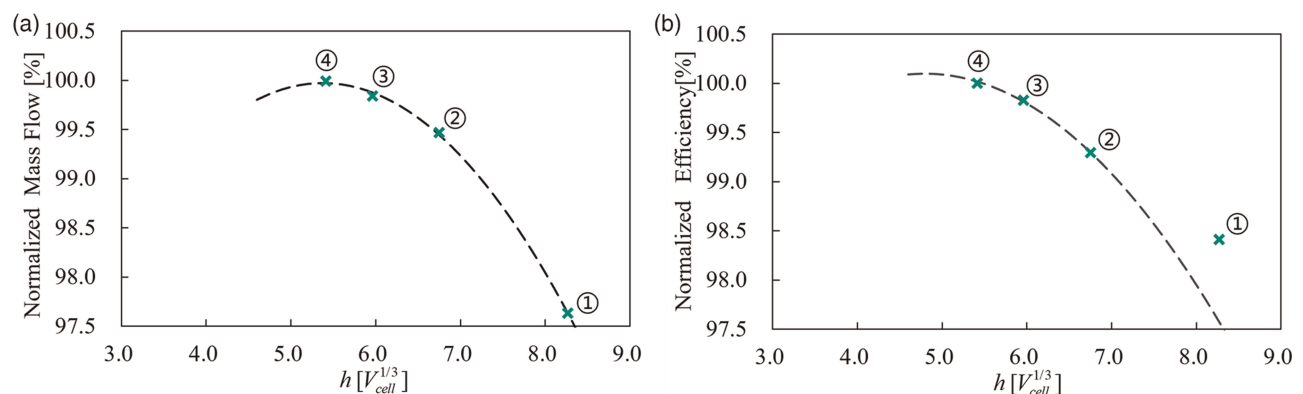 (a)
Normalized Mass Flow [%]
100.5
100.0
99.5
99.0
98.5
98.0
97.5
④
③
②
①
3.0 4.0 5.0 6.0 7.0 8.0 9.0
h [V_cell^1/3]
(b)
Normalized Efficiency[%]
100.5
100.0
99.5
99.0
98.5
98.0
97.5
④
③
②
①
3.0 4.0 5.0 6.0 7.0 8.0 9.0
h [V_cell^1/3]